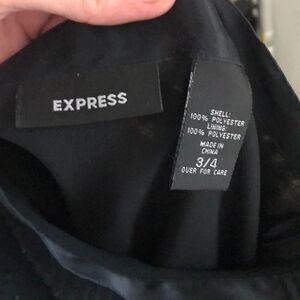 EXPRESS
SHELL:
100% POLYESTER
LINING:
100% POLYESTER
MADE IN
CHINA
3/4
OVER FOR CARE